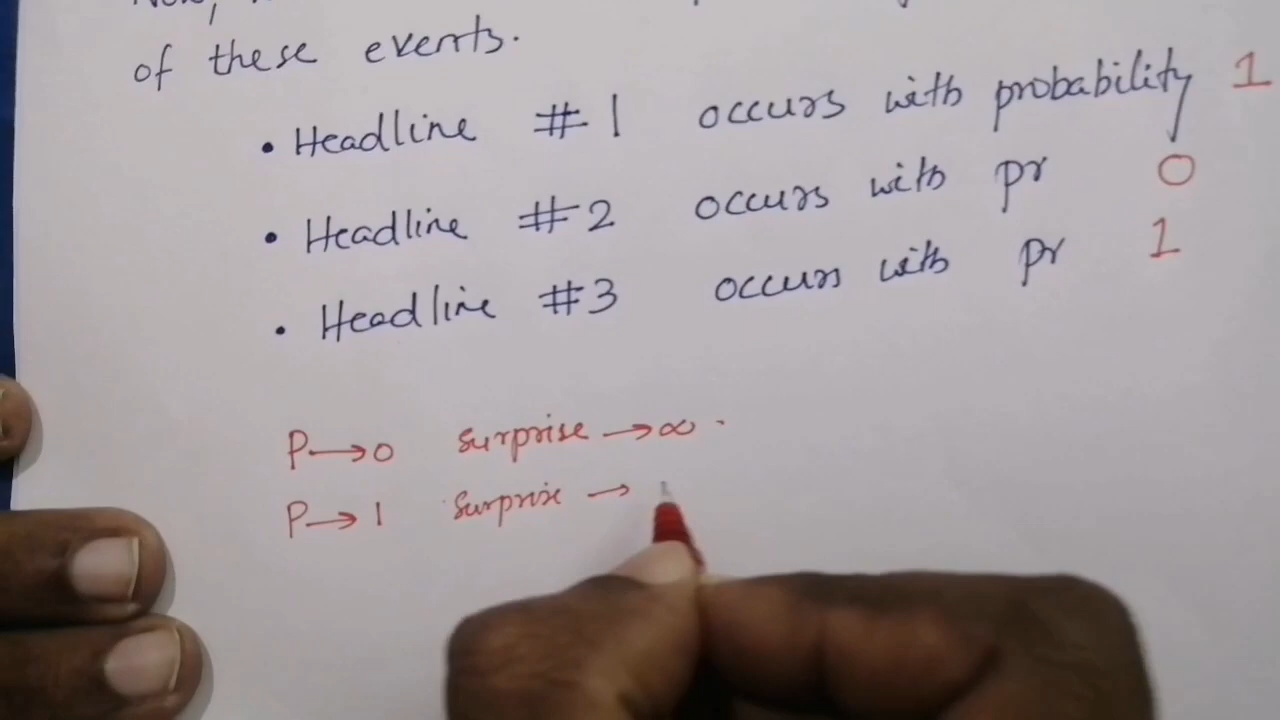 of these events.
• Headline #1 occurs with probability 1
• Headline #2 occurs with pr 0
• Headline #3 occurs with pr 1
P→0 surprise →∞.
P→1 surprise →